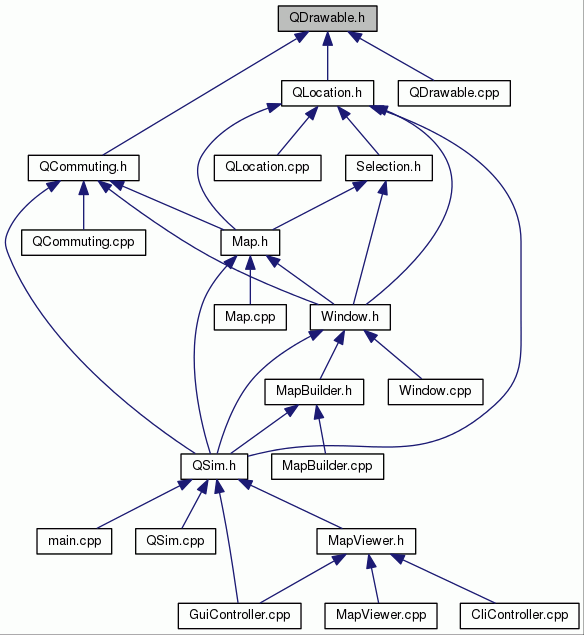 QDrawable.h
QLocation.h
QDrawable.cpp
QCommuting.h
QLocation.cpp
Selection.h
QCommuting.cpp
Map.h
Map.cpp
Window.h
MapBuilder.h
Window.cpp
QSim.h
MapBuilder.cpp
main.cpp
QSim.cpp
MapViewer.h
GuiController.cpp
MapViewer.cpp
CliController.cpp